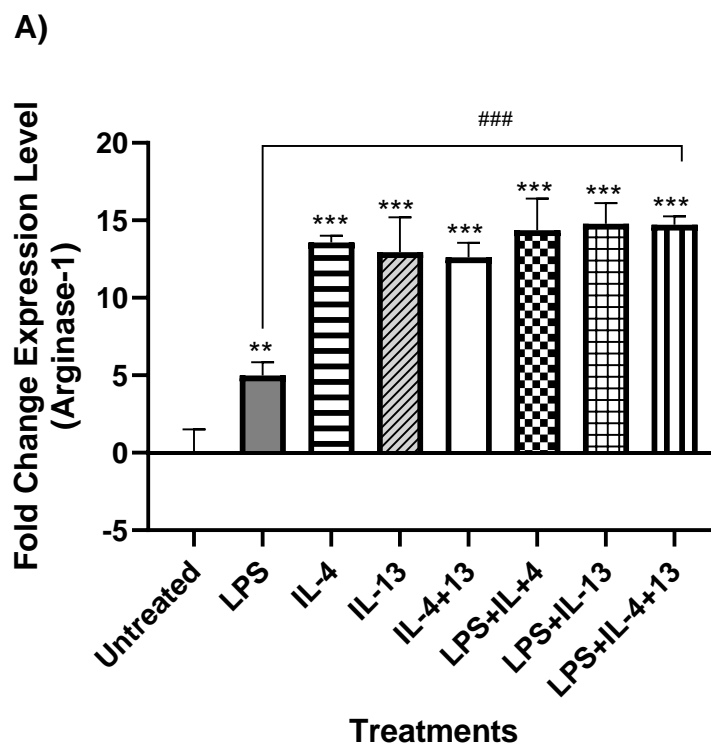 A)
###
Fold Change Expression Level
(Arginase-1)
20
15
10
5
0
-5
**
***
***
***
***
***
***
Untreated
LPS
IL-4
IL-13
IL-4+13
LPS+IL+4
LPS+IL-13
LPS+IL-4+13
Treatments